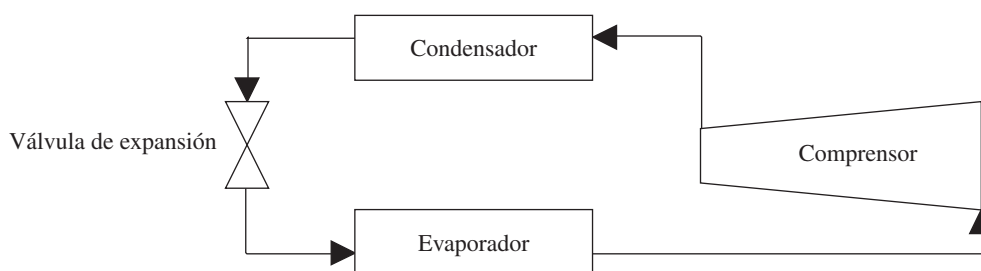 Condensador
Válvula de expansión
Comprensor
Evaporador